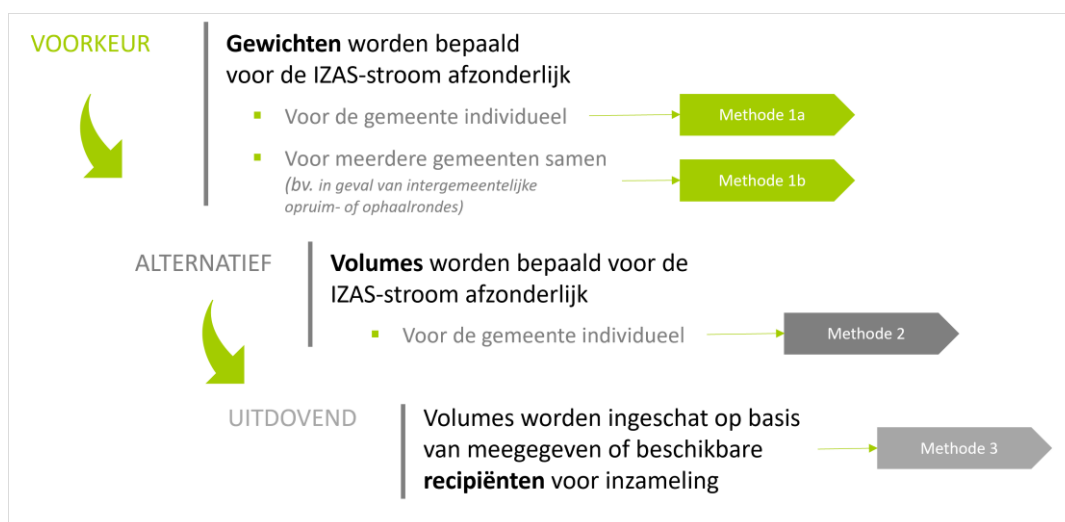 VOORKEUR
Gewichten worden bepaald
voor de IZAS-stroom afzonderlijk
▪ Voor de gemeente individueel
Methode 1a
▪ Voor meerdere gemeenten samen
(bv. in geval van intergemeentelijke
opruim- of ophaalrondes)
Methode 1b
ALTERNATIEF
Volumes worden bepaald voor de
IZAS-stroom afzonderlijk
▪ Voor de gemeente individueel
Methode 2
UITDOVEND
Volumes worden ingeschat op basis
van meegegeven of beschikbare
recipiënten voor inzameling
Methode 3